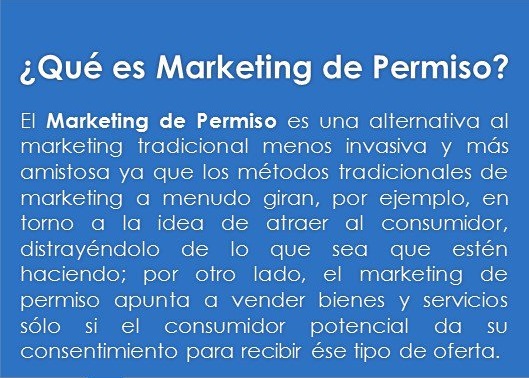 ¿Qué es Marketing de Permiso?
El Marketing de Permiso es una alternativa al
marketing tradicional menos invasiva y más
amistosa ya que los métodos tradicionales de
marketing a menudo giran, por ejemplo, en
torno a la idea de atraer al consumidor,
distrayéndolo de lo que sea que estén
haciendo; por otro lado, el marketing de
permiso apunta a vender bienes y servicios
sólo si el consumidor potencial da su
consentimiento para recibir ése tipo de oferta.